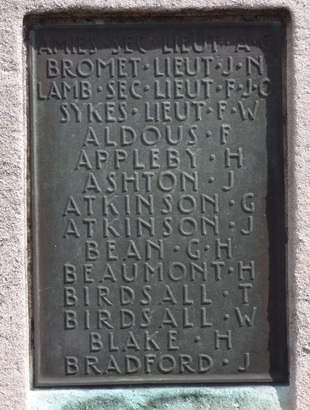 AMIES · SEC · LIEUT · A · G
BROMET · LIEUT · J · N
LAMB · SEC · LIEUT · F · J · O
SYKES · LIEUT · F · W
ALDOUS · F
APPLEBY · H
ASHTON · J
ATKINSON · G
ATKINSON · J
BEAN · G · H
BEAUMONT · H
BIRDSALL · T
BIRDSALL · W
BLAKE · H
BRADFORD · J